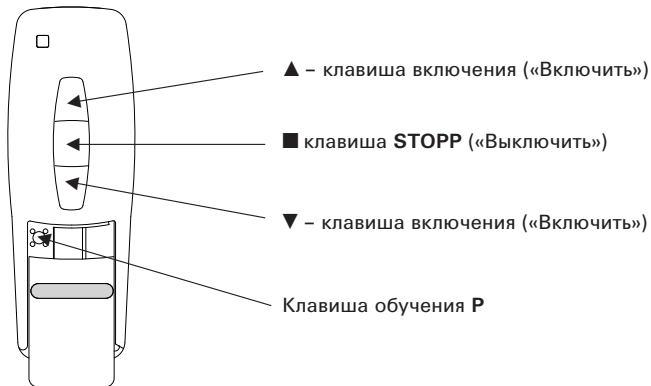 ▲ – клавиша включения («Включить»)
■ клавиша STOPP («Выключить»)
▼ – клавиша включения («Включить»)
Клавиша обучения P